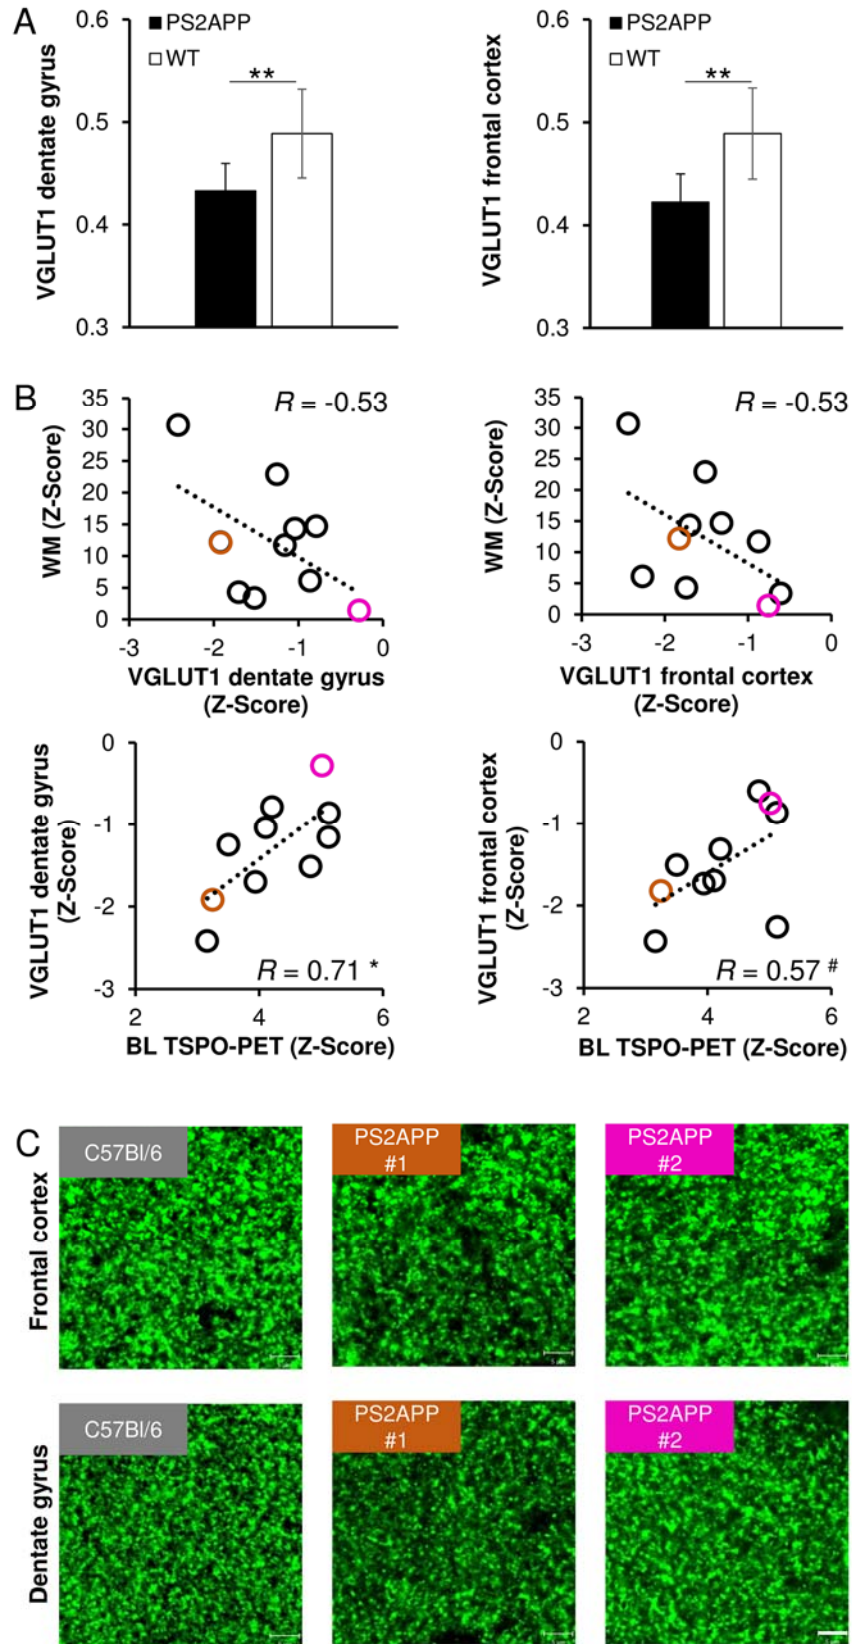 A
0.6
0.5
0.4
0.3
VGLUT1 dentate gyrus
PS2APP
WT
**
0.6
0.5
0.4
0.3
VGLUT1 frontal cortex
PS2APP
WT
**
B
35
30
25
20
15
10
5
0
WM (Z-Score)
R = -0.53
-3 -2 -1 0
VGLUT1 dentate gyrus
(Z-Score)
35
30
25
20
15
10
5
0
WM (Z-Score)
R = -0.53
-3 -2 -1 0
VGLUT1 frontal cortex
(Z-Score)
0
-1
-2
-3
VGLUT1 dentate gyrus
(Z-Score)
R = 0.71 *
2 4 6
BL TSPO-PET (Z-Score)
0
-1
-2
-3
VGLUT1 frontal cortex
(Z-Score)
R = 0.57 #
2 4 6
BL TSPO-PET (Z-Score)
C
Frontal cortex
C57Bl/6
PS2APP
#1
PS2APP
#2
Dentate gyrus
C57Bl/6
PS2APP
#1
PS2APP
#2